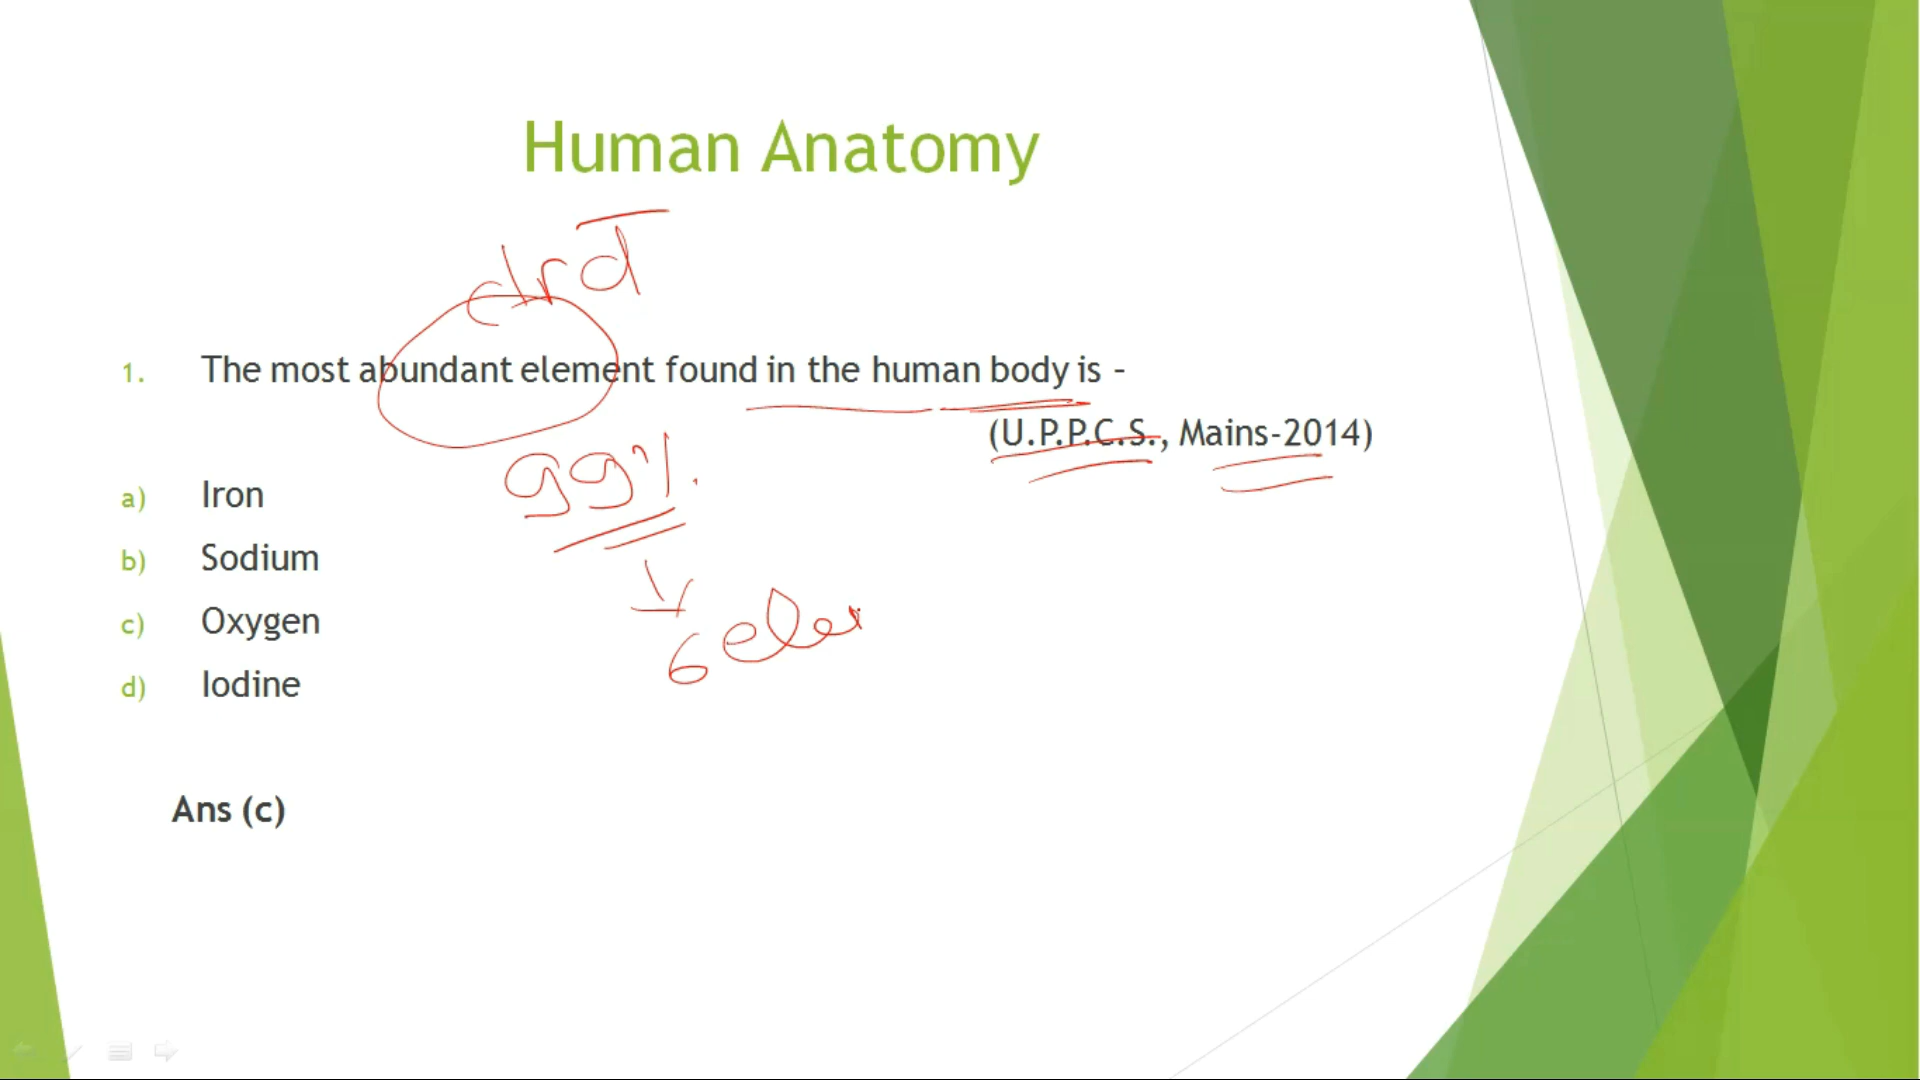 Human Anatomy
1. The most abundant element found in the human body is –
(U.P.P.C.S., Mains-2014)
99%.
a) Iron
b) Sodium
6 ele
c) Oxygen
d) Iodine
Ans (c)